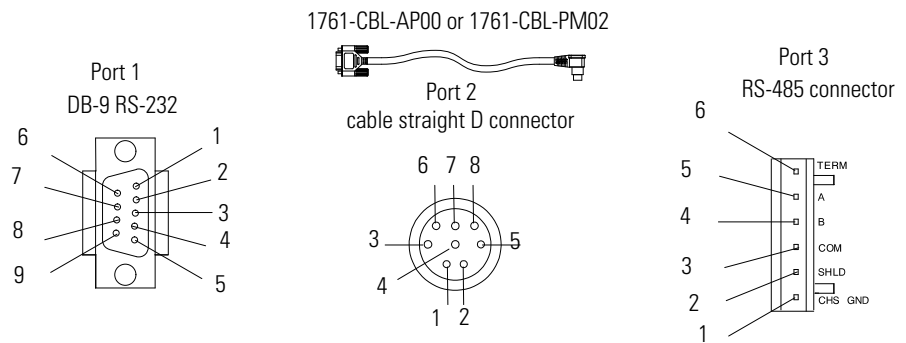 1761-CBL-AP00 or 1761-CBL-PM02
Port 1
DB-9 RS-232
6
7
8
9
1
2
3
4
5
Port 2
cable straight D connector
6 7 8
3
5
4
1 2
Port 3
RS-485 connector
6
5
4
3
2
1
TERM
A
B
COM
SHLD
CHS GND